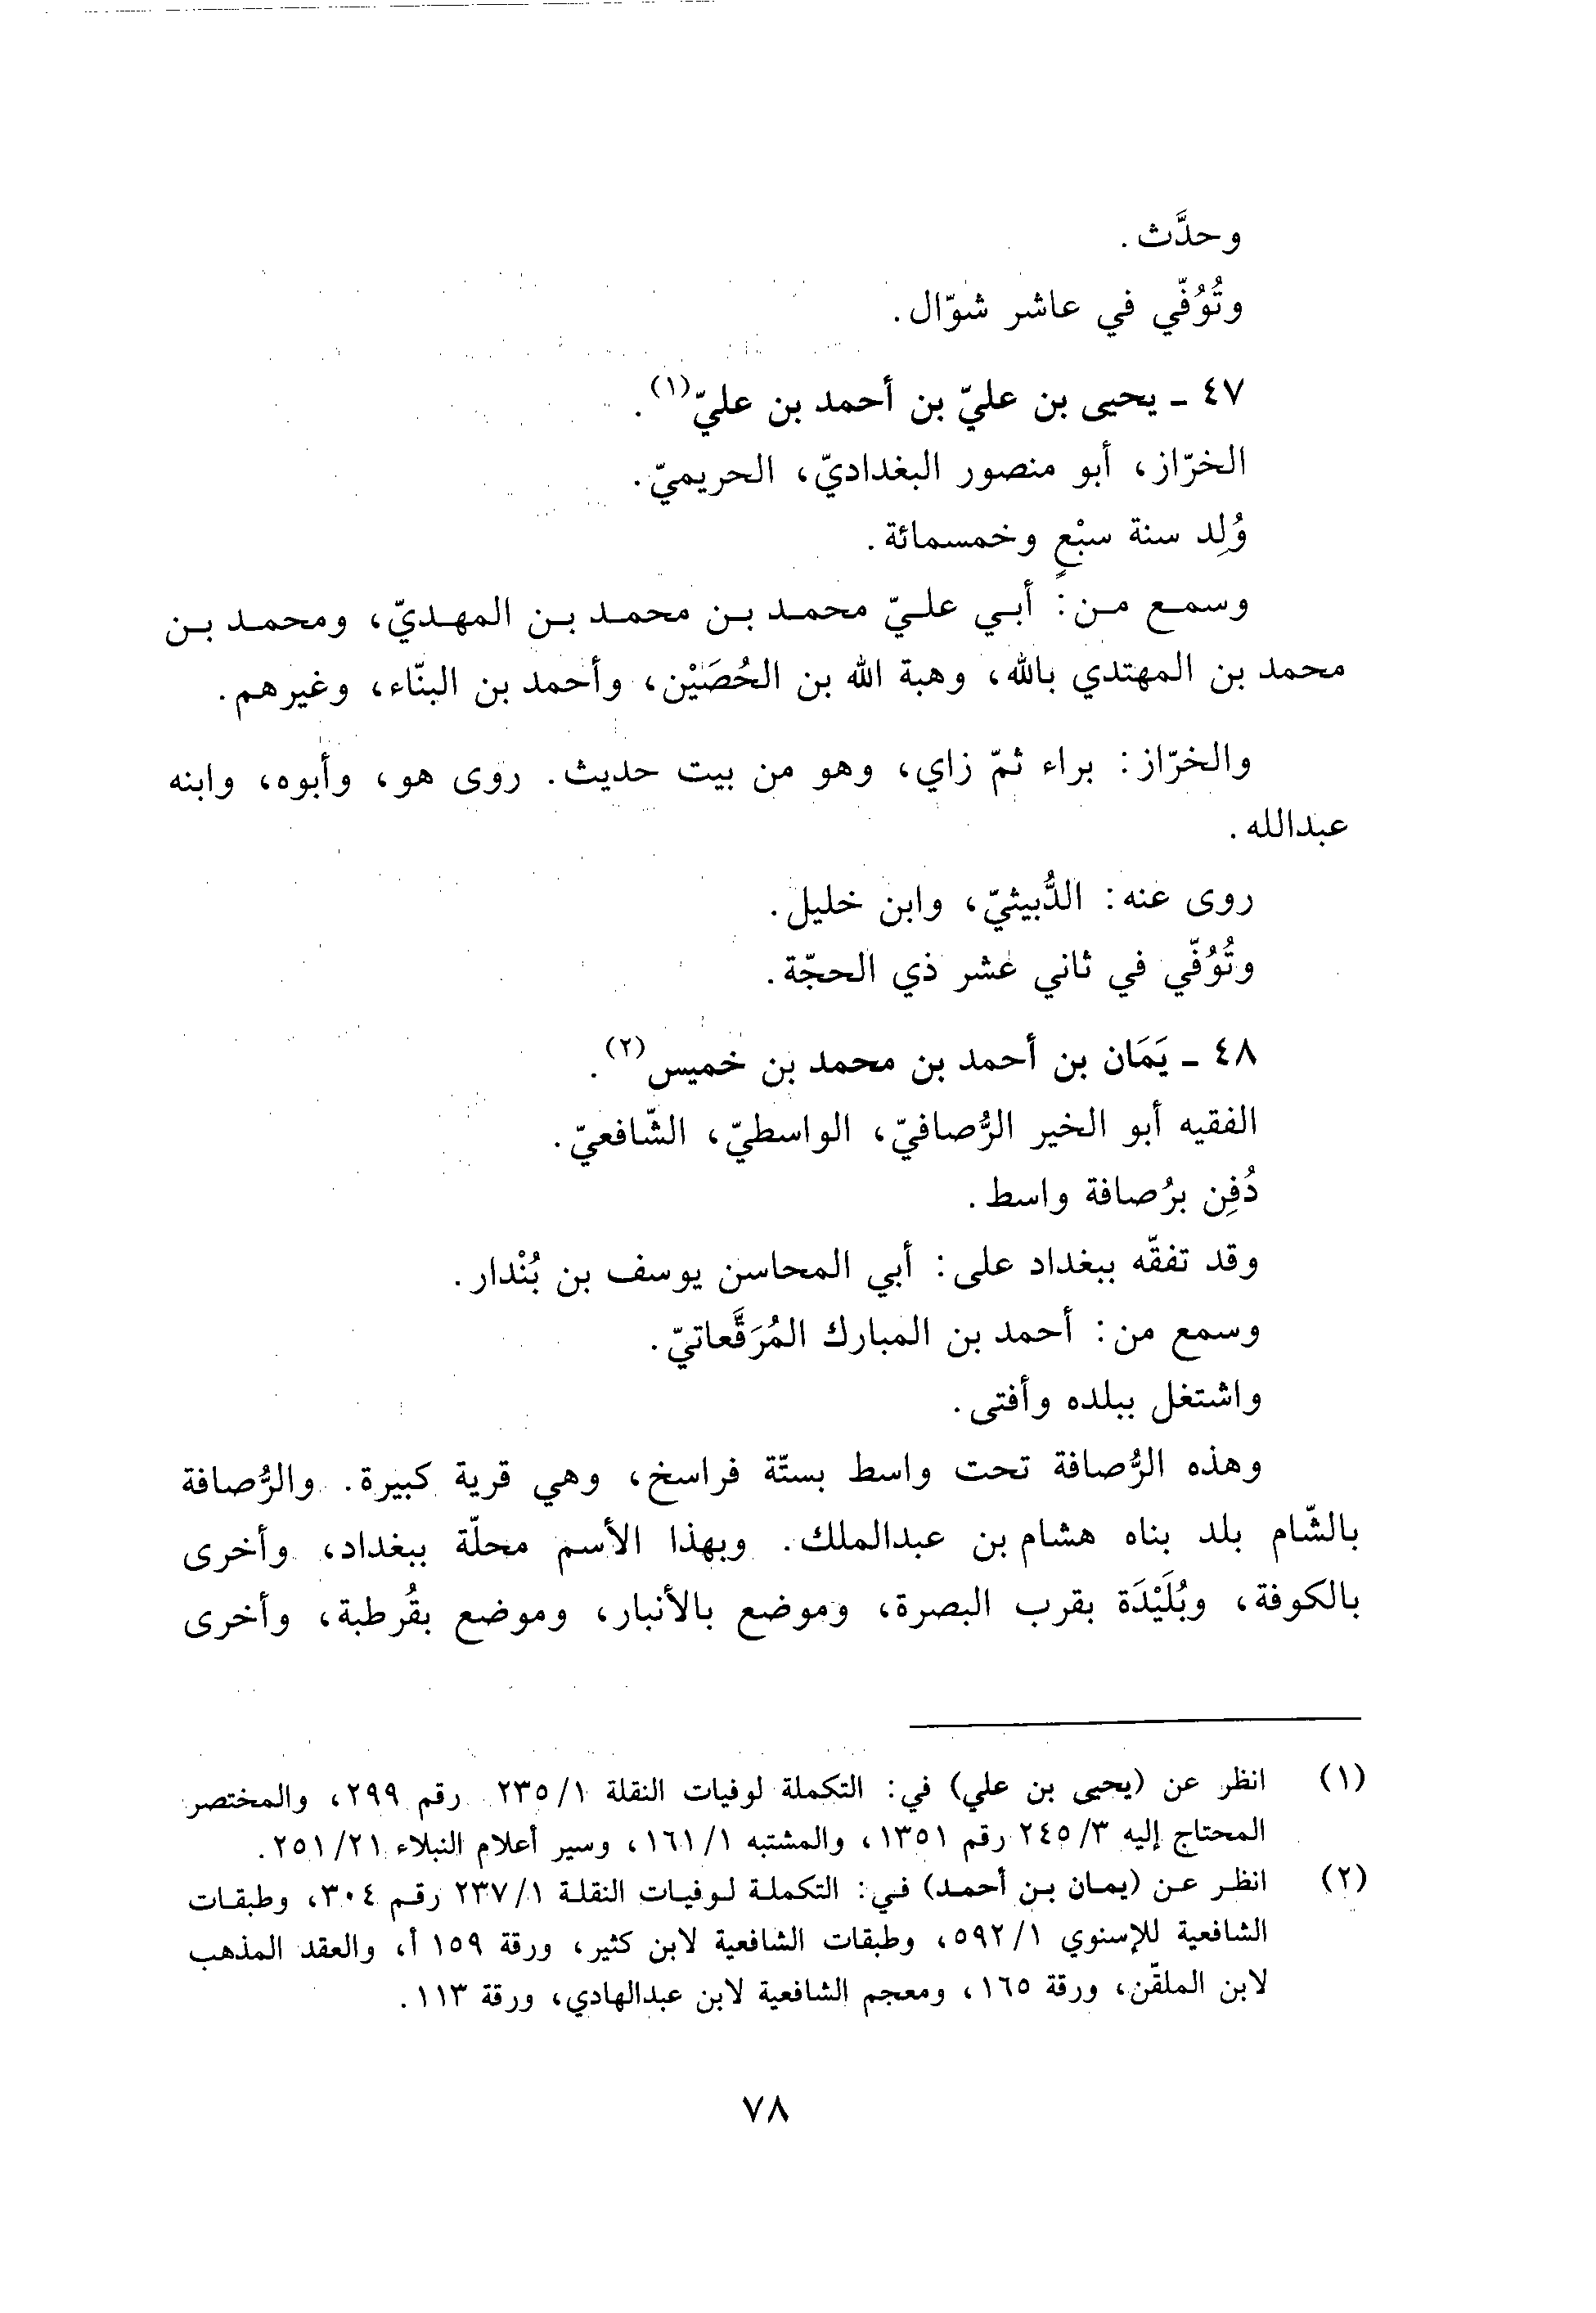 وحدَّث.
وتُوُفّي في عاشر شوّال.
٤٧ ـ يحيى بن عليّ بن أحمد بن عليّ(١).
الخرّاز، أبو منصور البغداديّ، الحريميّ.
وُلِد سنة سبْعٍ وخمسمائة.
وسمع من: أبي عليّ محمد بن محمد بن المهديّ، ومحمد بن
محمد بن المهتدي بالله، وهبة الله بن الحُصَيْن، وأحمد بن البنّاء، وغيرهم.
والخرّاز: براء ثمّ زاي، وهو من بيت حديث. روى هو، وأبوه، وابنه
عبدالله.
روى عنه: الدُّبيثيّ، وابن خليل.
وتُوُفّي في ثاني عشر ذي الحجّة.
٤٨ ـ يَمَان بن أحمد بن محمد بن خميس(٢).
الفقيه أبو الخير الرُّصافيّ، الواسطيّ، الشّافعيّ.
دُفِن برُصافة واسط.
وقد تفقّه ببغداد على: أبي المحاسن يوسف بن بُنْدار.
وسمع من: أحمد بن المبارك المُرَقَّعاتيّ.
واشتغل ببلده وأفتى.
وهذه الرُّصافة تحت واسط بستّة فراسخ، وهي قرية كبيرة. والرُّصافة
بالشّام بلد بناه هشام بن عبدالملك. وبهذا الأسم محلّة ببغداد، وأخرى
بالكوفة، وبُلَيْدَة بقرب البصرة، وموضع بالأنبار، وموضع بقُرطبة، وأخرى
(١) انظر عن (يحيى بن علي) في: التكملة لوفيات النقلة ٢٣٥/١ رقم ٢٩٩، والمختصر
المحتاج إليه ٢٤٥/٣ رقم ١٣٥١، والمشتبه ١٦١/١، وسير أعلام النبلاء ٢٥١/٢١.
(٢) انظر عن (يمان بن أحمد) في: التكملة لوفيات النقلة ٢٣٧/١ رقم ٣٠٤، وطبقات
الشافعية للإسنوي ٥٩٢/١، وطبقات الشافعية لابن كثير، ورقة ١٥٩ أ، والعقد المذهب
لابن الملقّن، ورقة ١٦٥، ومعجم الشافعية لابن عبدالهادي، ورقة ١١٣.
٧٨